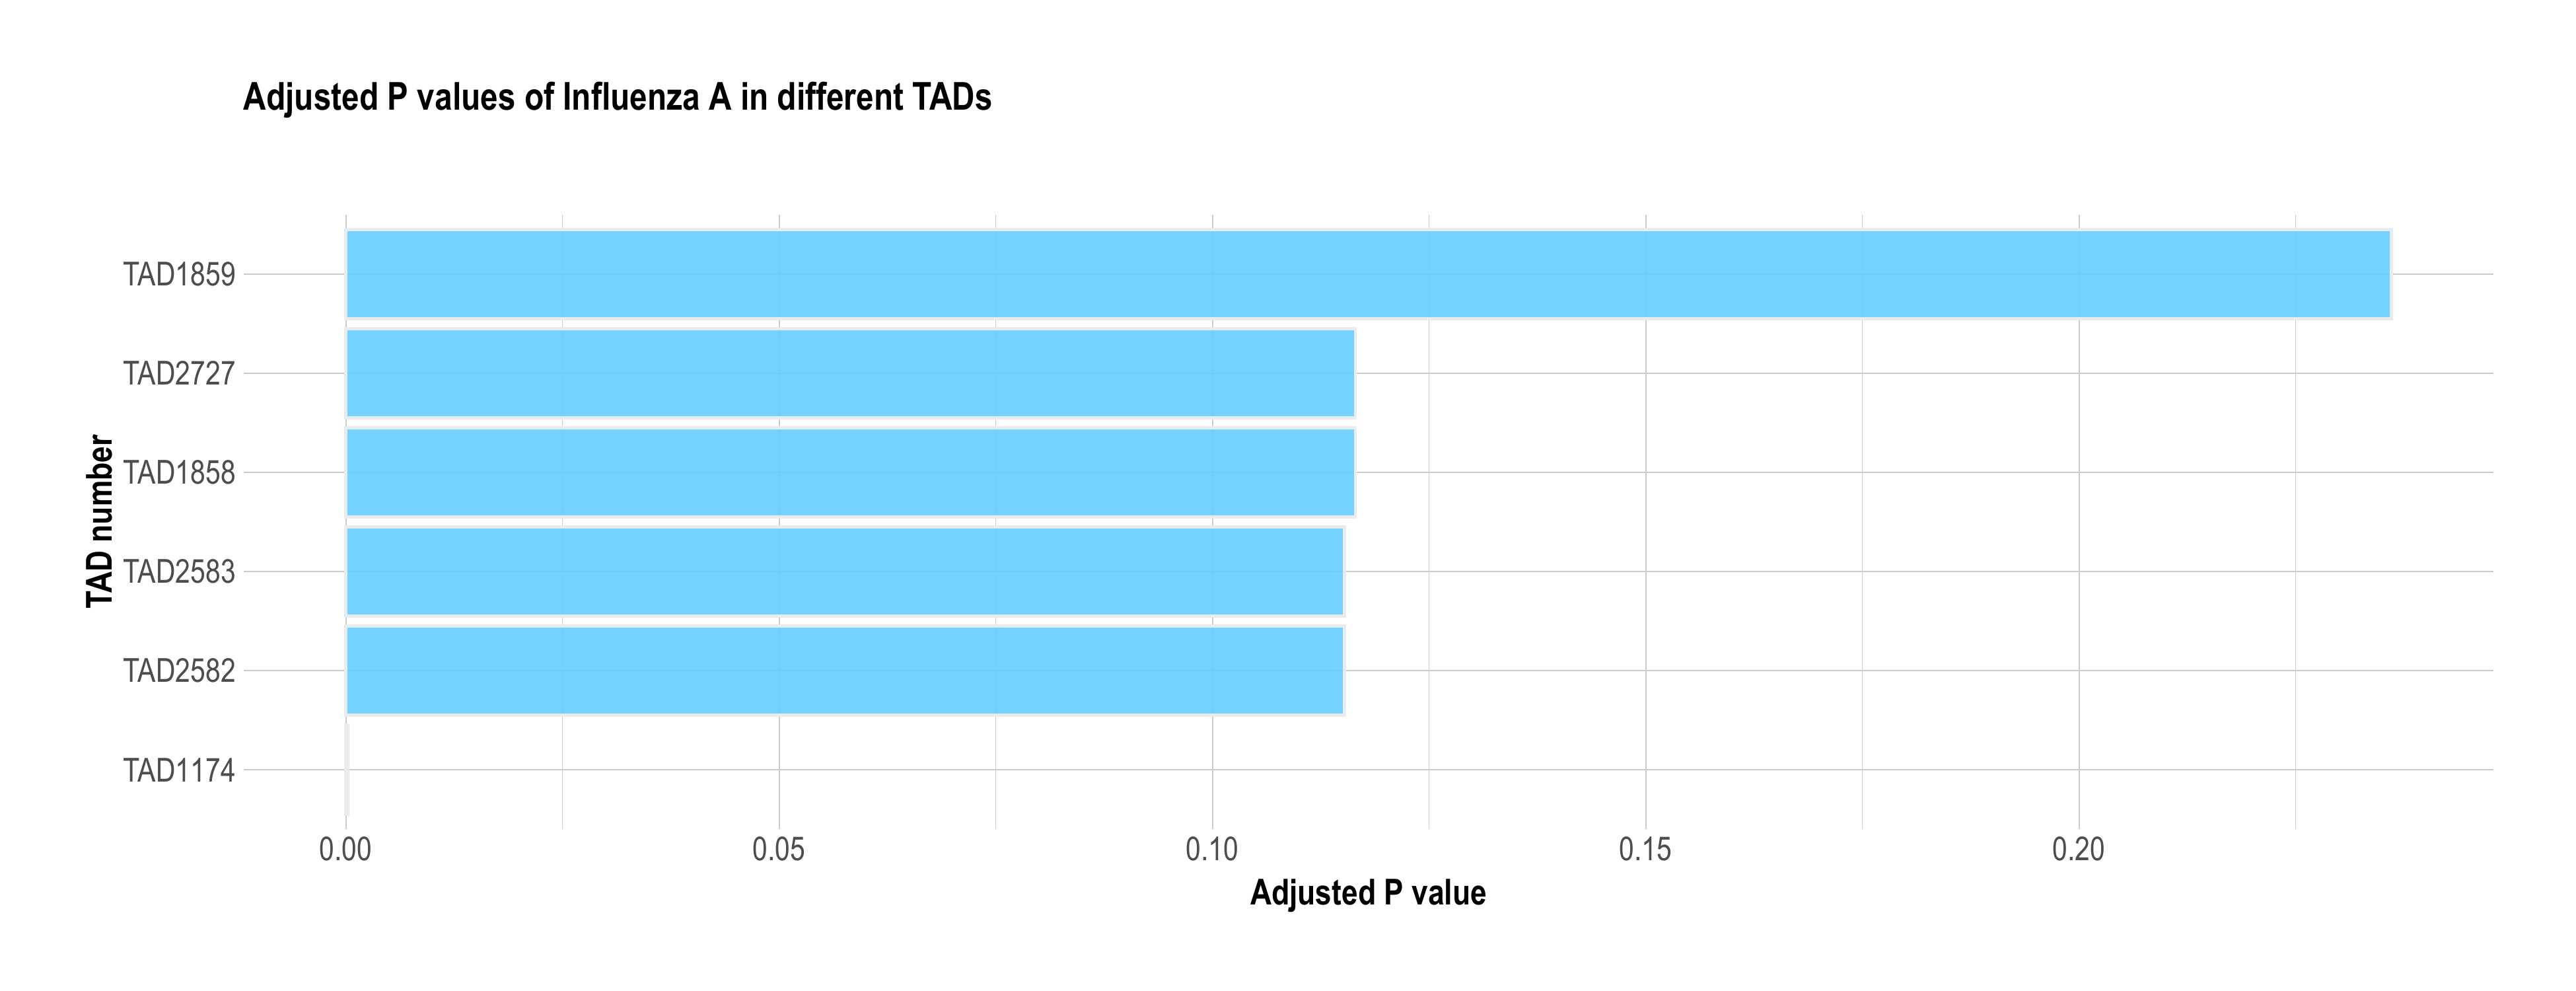 Adjusted P values of Influenza A in different TADs
TAD number
TAD1859
TAD2727
TAD1858
TAD2583
TAD2582
TAD1174
0.00 0.05 0.10 0.15 0.20
Adjusted P value